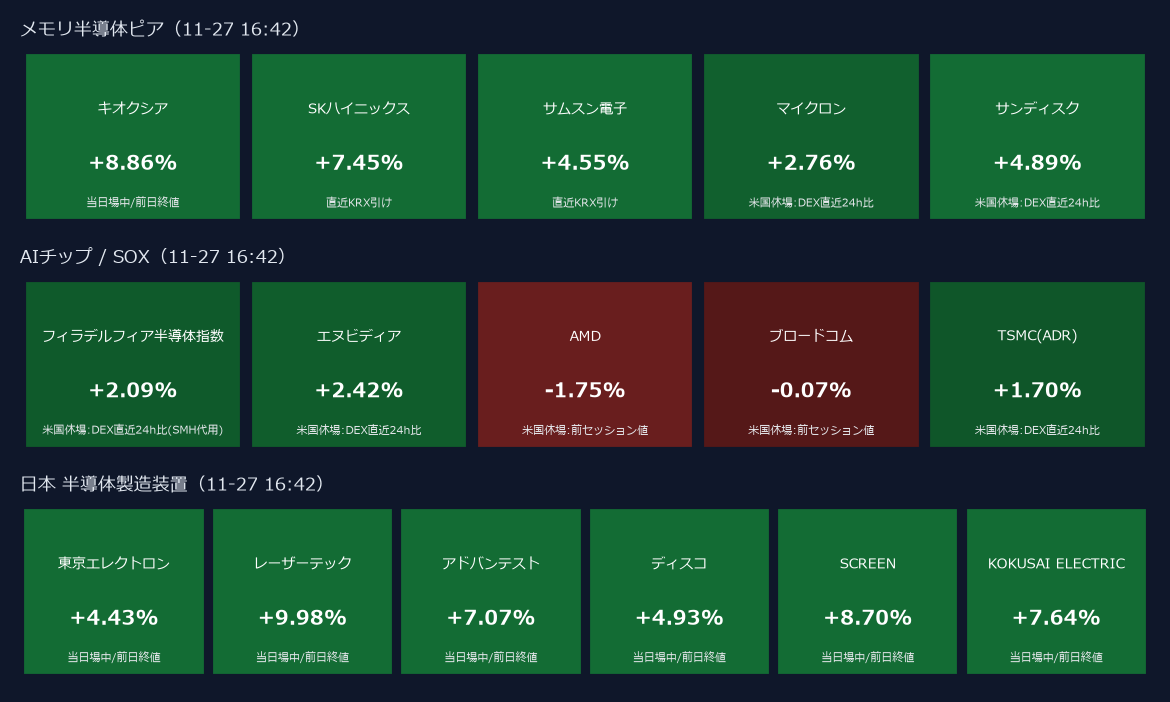 メモリ半導体ピア（11-27 16:42）
キオクシア
+8.86%
当日場中/前日終値
SKハイニックス
+7.45%
直近KRX引け
サムスン電子
+4.55%
直近KRX引け
マイクロン
+2.76%
米国休場:DEX直近24h比
サンディスク
+4.89%
米国休場:DEX直近24h比
AIチップ / SOX（11-27 16:42）
フィラデルフィア半導体指数
+2.09%
米国休場:DEX直近24h比(SMH代用)
エヌビディア
+2.42%
米国休場:DEX直近24h比
AMD
-1.75%
米国休場:前セッション値
ブロードコム
-0.07%
米国休場:前セッション値
TSMC(ADR)
+1.70%
米国休場:DEX直近24h比
日本 半導体製造装置（11-27 16:42）
東京エレクトロン
+4.43%
当日場中/前日終値
レーザーテック
+9.98%
当日場中/前日終値
アドバンテスト
+7.07%
当日場中/前日終値
ディスコ
+4.93%
当日場中/前日終値
SCREEN
+8.70%
当日場中/前日終値
KOKUSAI ELECTRIC
+7.64%
当日場中/前日終値